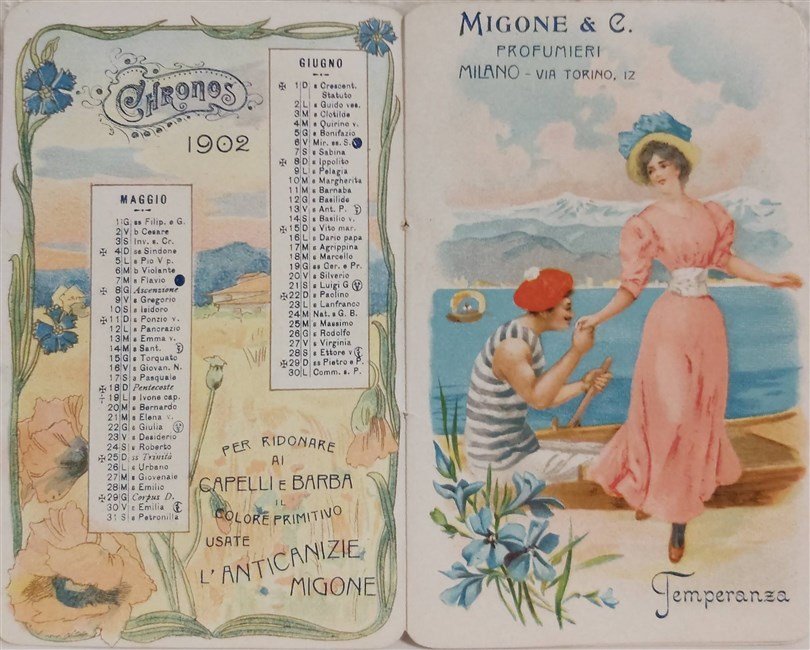 CHRONOS
1902
MAGGIO
1 G ss Filip. e G.
2 V b Cesare
3 S Inv. s. Cr.
✠ 4 D ss Sindone
5 L s Pio V p.
6 M b Violante
7 M s Flavio
✠ 8 G Ascensione
9 V s Gregorio
10 S s Isidoro
✠ 11 D s Ponzio v.
12 L s Pancrazio
13 M s Emma v.
14 M s Sant.
15 G s Torquato
16 V s Giovan. N.
17 S s Pasquale
✠ 18 D Pentecoste
19 L s Ivone cap.
20 M s Bernardo
21 M s Elena v.
22 G s Giulia
23 V s Desiderio
24 S s Roberto
✠ 25 D ss Trinità
26 L s Urbano
27 M s Giovenale
28 M s Emilio
✠ 29 G Corpus D.
30 V s Emilia
31 S s Petronilla
GIUGNO
✠ 1 D s Crescent.
Statuto
2 L s Guido ves.
3 M s Clotilde
4 M s Quirino v.
5 G s Bonifazio
6 V Mir. ss. S.
7 S s Sabina
✠ 8 D s Ippolito
9 L s Pelagia
10 M s Margherita
11 M s Barnaba
12 G s Basilide
13 V s Ant. P.
14 S s Basilio v.
✠ 15 D s Vito mar.
16 L s Dario papa
17 M s Agrippina
18 M s Marcello
19 G ss Ger. e Pr.
20 V s Silverio
21 S s Luigi G
✠ 22 D s Paolino
23 L s Lanfranco
24 M Nat. s G. B.
25 M s Massimo
26 G s Rodolfo
27 V s Virginia
28 S s Ettore v
✠ 29 D ss Pietro e P.
30 L Comm. s P.
PER RIDONARE
AI
CAPELLI E BARBA
IL
COLORE PRIMITIVO
USATE
L'ANTICANIZIE
MIGONE
MIGONE & C.
PROFUMIERI
MILANO - VIA TORINO, 12
Temperanza